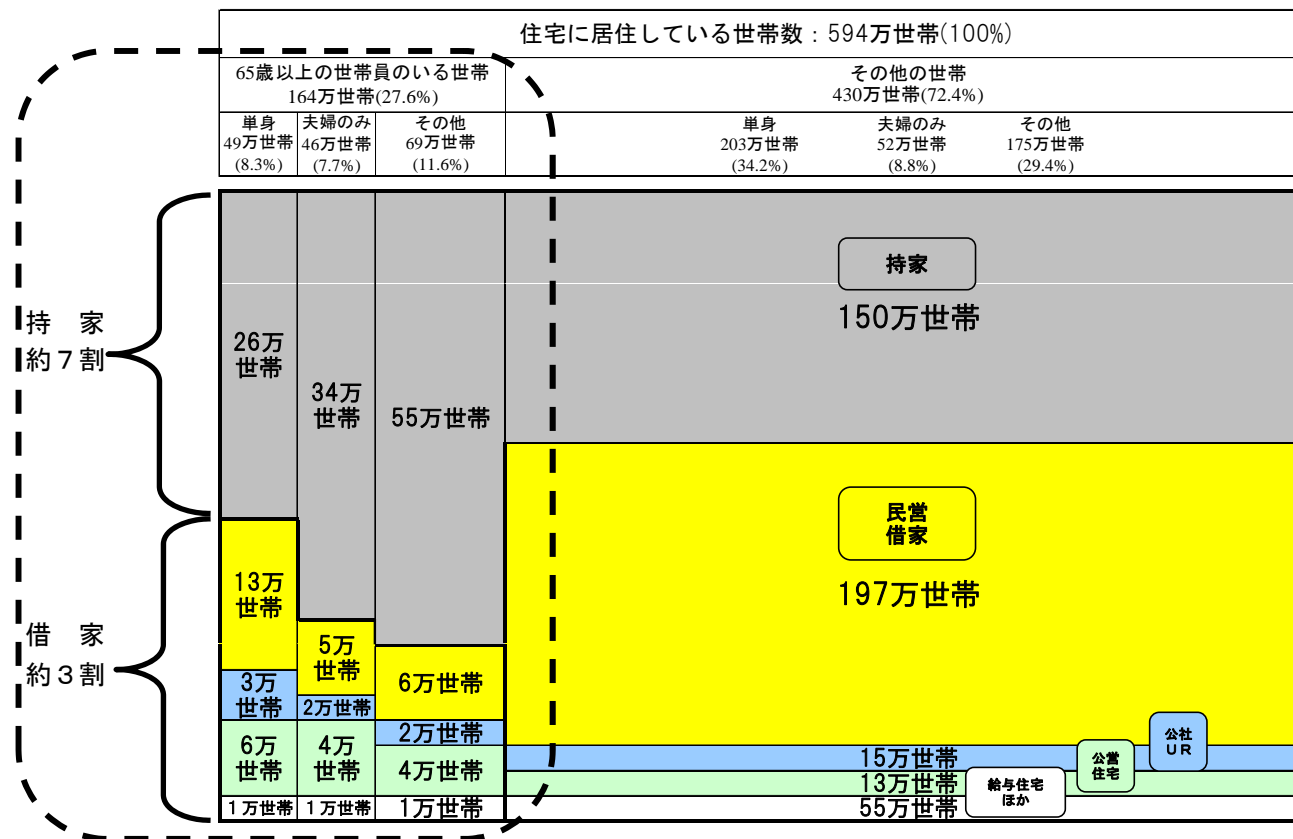 住宅に居住している世帯数：594万世帯(100%)
65歳以上の世帯員のいる世帯
164万世帯(27.6%)
その他の世帯
430万世帯(72.4%)
単身
49万世帯
(8.3%)
夫婦のみ
46万世帯
(7.7%)
その他
69万世帯
(11.6%)
単身
203万世帯
(34.2%)
夫婦のみ
52万世帯
(8.8%)
その他
175万世帯
(29.4%)
持　家
約７割
借　家
約３割
26万
世帯
34万
世帯
55万世帯
持家
150万世帯
13万
世帯
5万
世帯
6万世帯
民営
借家
197万世帯
3万
世帯
2万世帯
2万世帯
15万世帯
公社
ＵＲ
6万
世帯
4万
世帯
4万世帯
13万世帯
公営
住宅
1万世帯
1万世帯
1万世帯
55万世帯
給与住宅
ほか